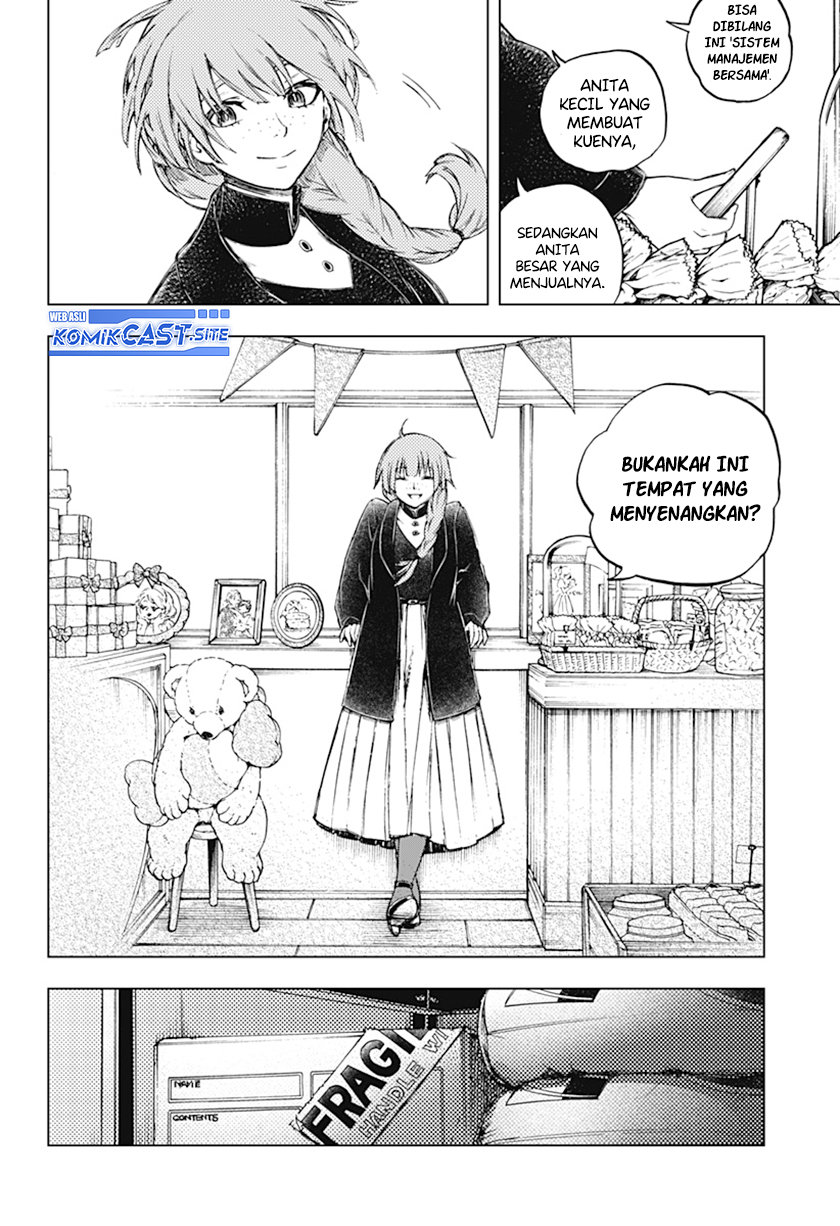 BISA
DIBILANG
INI 'SISTEM
MANAJEMEN
BERSAMA'.
ANITA
KECIL YANG
MEMBUAT
KUENYA,
SEDANGKAN
ANITA
BESAR YANG
MENJUALNYA.
WEB ASLI
KOMIKCAST.SITE
BUKANKAH INI
TEMPAT YANG
MENYENANGKAN?
FRAGI
HANDLE WI
NAME
CONTENTS